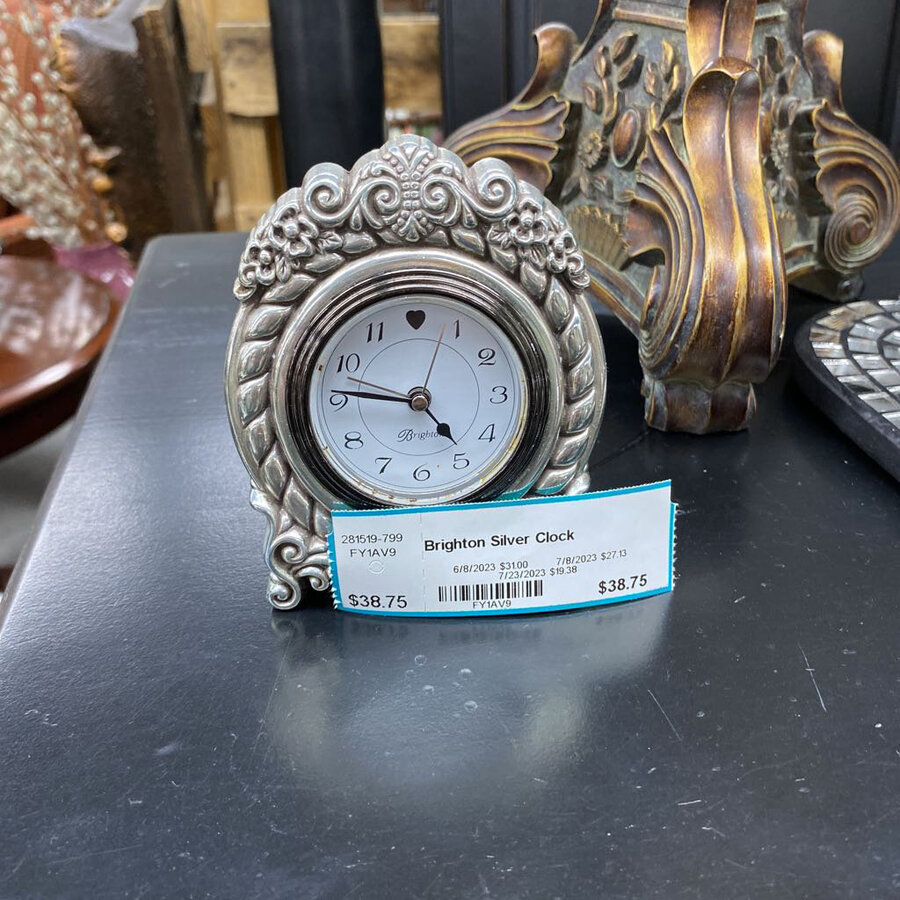 11 1
10 2
9 3
8 4
7 6 5
Brighton
281519-799
FY1AV9
$38.75
Brighton Silver Clock
6/8/2023 $31.00 7/8/2023 $27.13
7/23/2023 $19.38
FY1AV9
$38.75